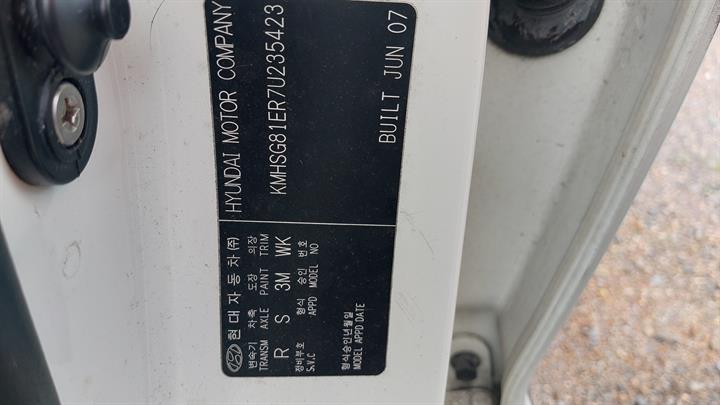 현대자동차(주) HYUNDAI MOTOR COMPANY
변속기 차축 도장 의장
TRANSM AXLE PAINT TRIM
R S 3M WK
KMHSG81ER7U235423
정비부호 형식 승인 번호
S.V.C APPD MODEL NO
형식승인년월일
MODEL APPD DATE
BUILT JUN 07